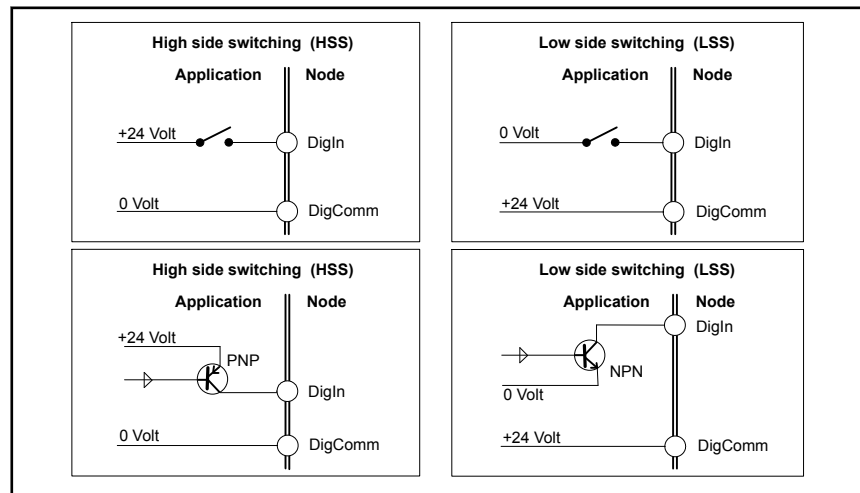 High side switching (HSS)
Application Node
+24 Volt
DigIn
0 Volt
DigComm
Low side switching (LSS)
Application Node
0 Volt
DigIn
+24 Volt
DigComm
High side switching (HSS)
Application Node
+24 Volt
PNP
DigIn
0 Volt
DigComm
Low side switching (LSS)
Application Node
DigIn
NPN
0 Volt
+24 Volt
DigComm